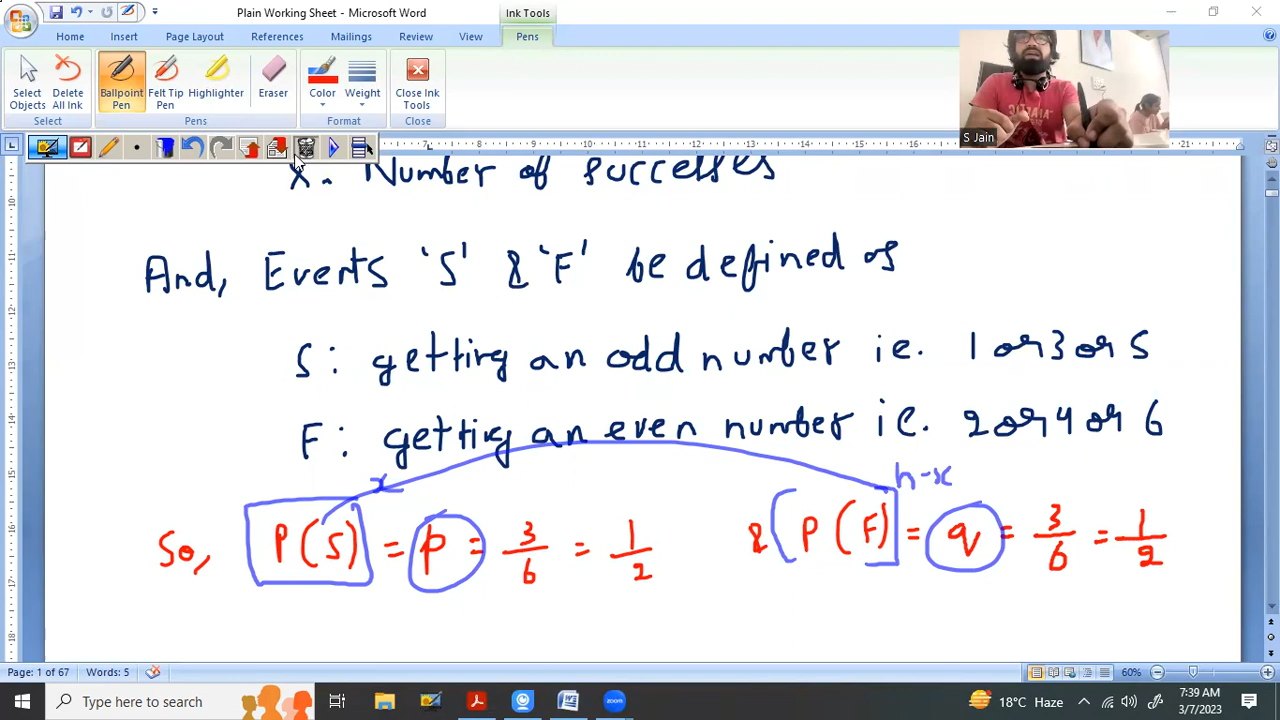 Plain Working Sheet - Microsoft Word
Ink Tools
Home Insert Page Layout References Mailings Review View Pens
Select Objects
Delete All Ink
Ballpoint Pen
Felt Tip Pen
Highlighter
Eraser
Color
Weight
Close Ink Tools
Select Pens Format Close
S Jain
X. Number of successes
And, Events 'S' & 'F' be defined as
S: getting an odd number ie. 1 or 3 or 5
F: getting an even number ie. 2 or 4 or 6
x n-x
So, P(S) = p = 3/6 = 1/2 & P(F) = q = 3/6 = 1/2
Page: 1 of 67 Words: 5 60%
Type here to search
18°C Haze
7:39 AM
3/7/2023